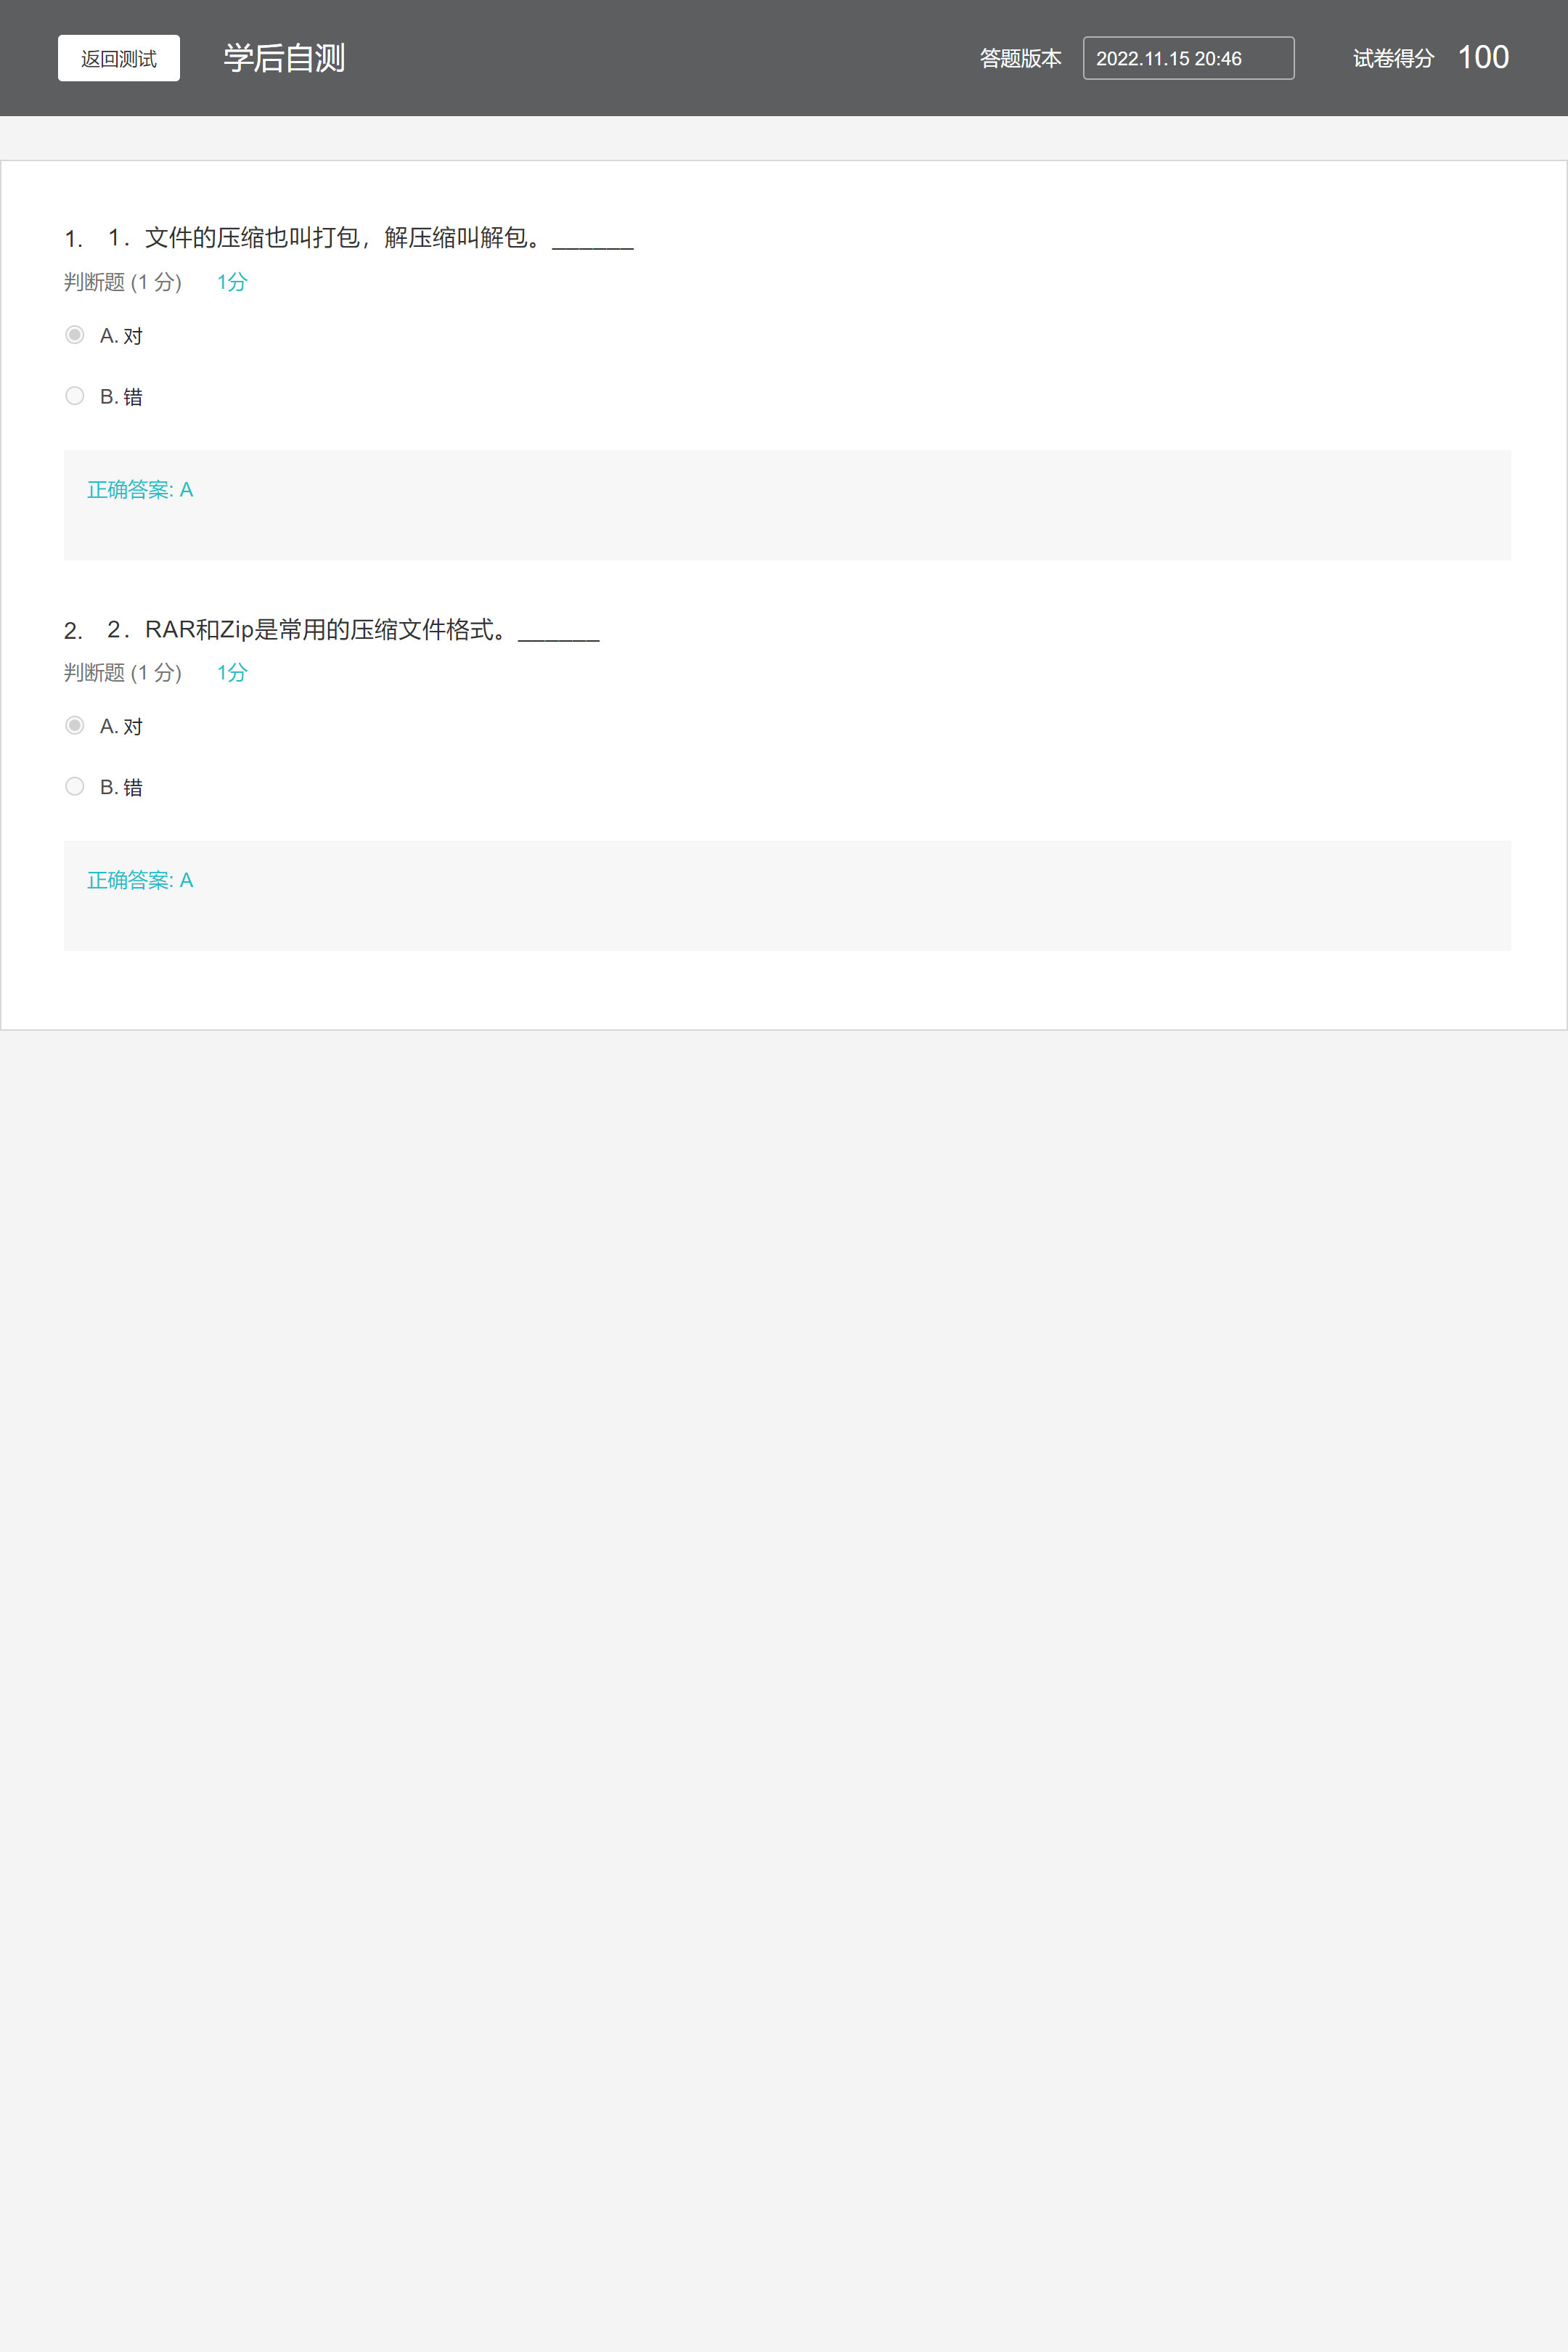 返回测试 学后自测 答题版本 2022.11.15 20:46 试卷得分 100
1. 1．文件的压缩也叫打包，解压缩叫解包。______
判断题 (1 分) 1分
A. 对
B. 错
正确答案: A
2. 2．RAR和Zip是常用的压缩文件格式。______
判断题 (1 分) 1分
A. 对
B. 错
正确答案: A